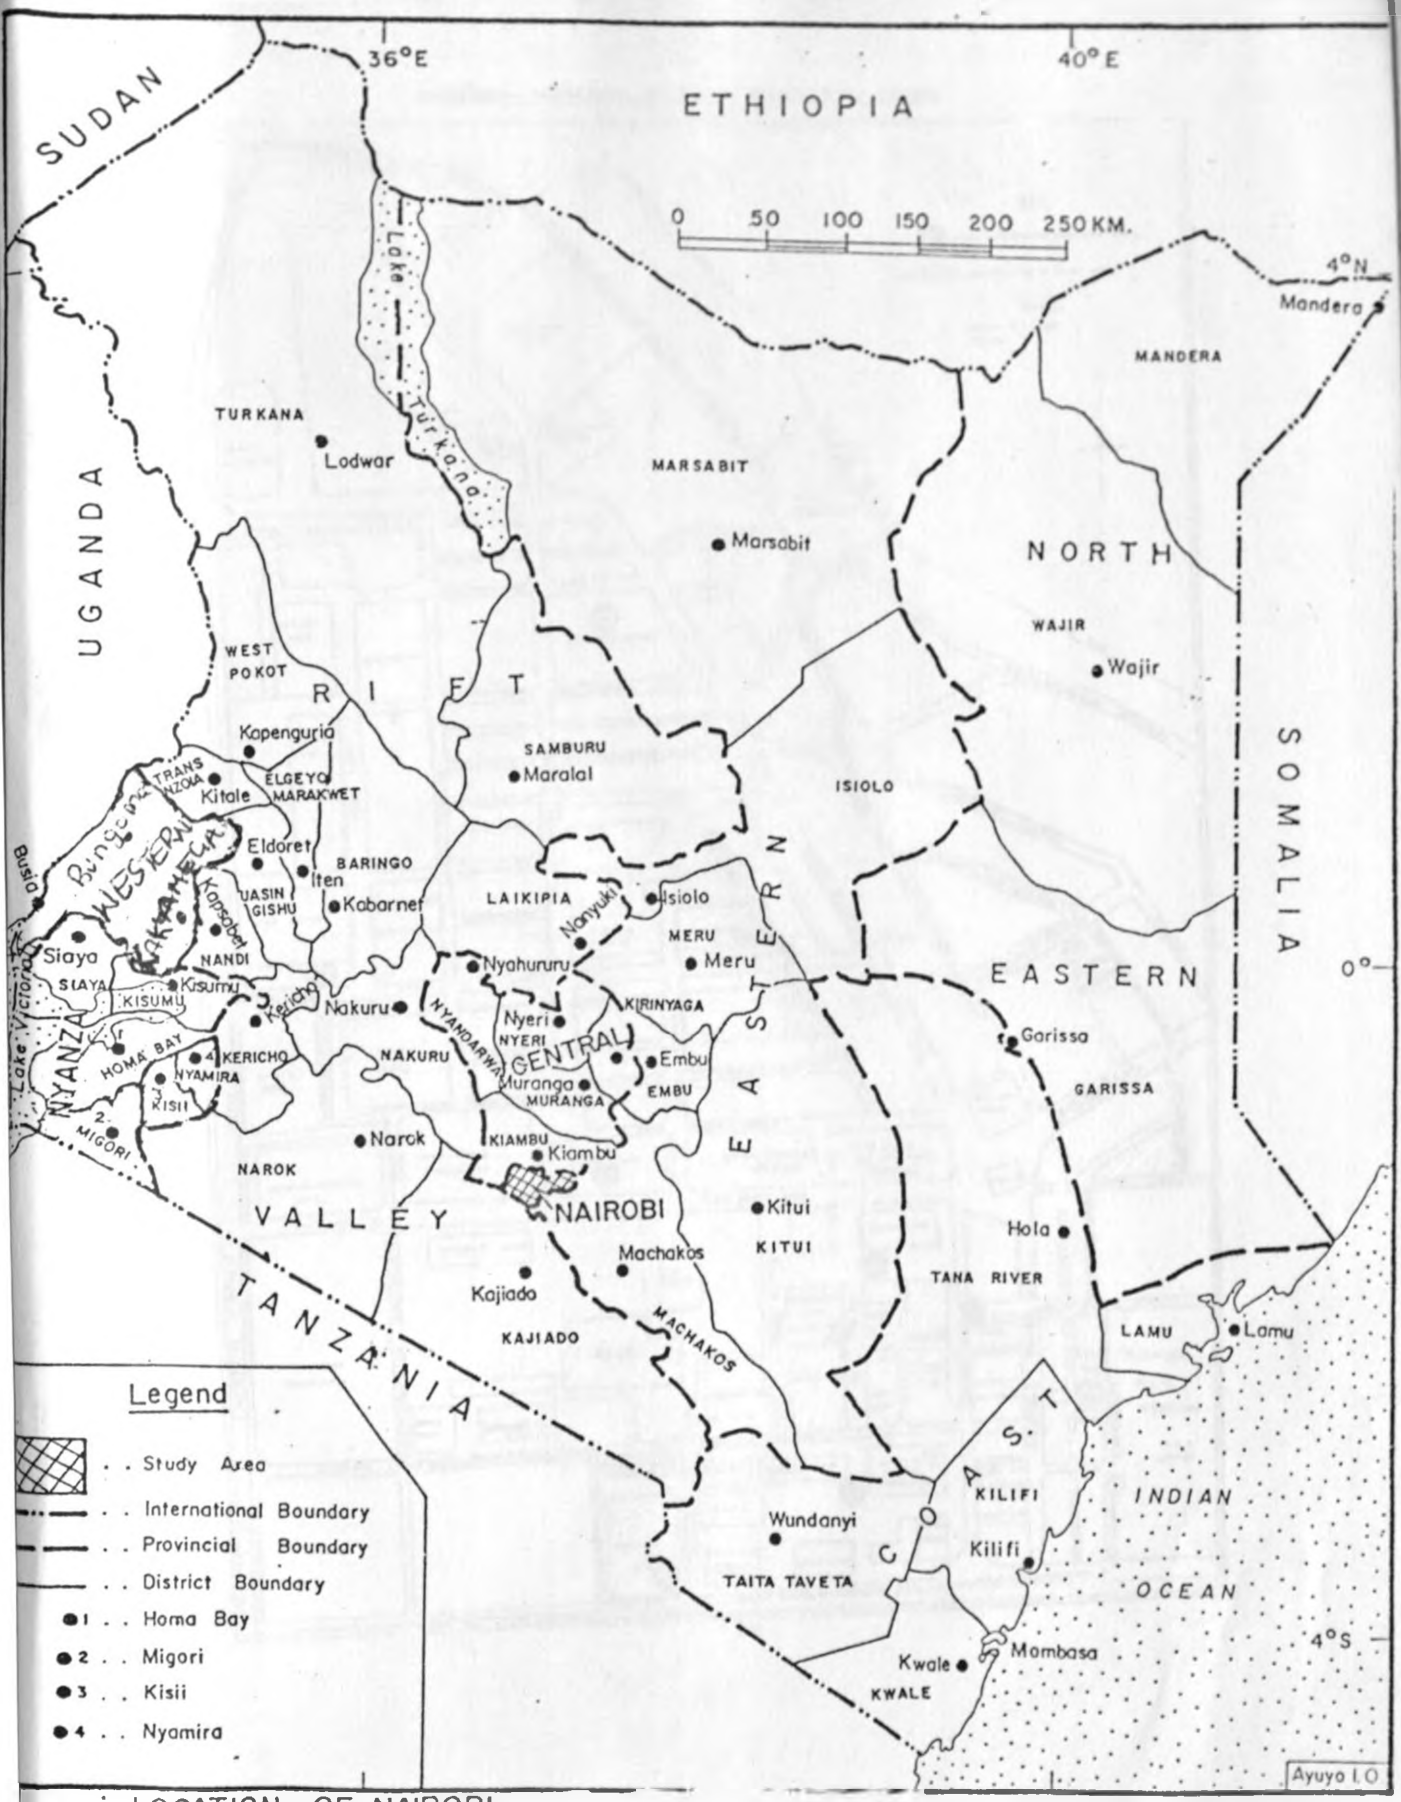 36°E
40°E
SUDAN
ETHIOPIA
0 50 100 150 200 250 KM.
4°N
Mandera
MANDERA
Lake Turkana
TURKANA
Lodwar
MARSABIT
Marsabit
UGANDA
NORTH
WAJIR
Wajir
WEST
POKOT
RIFT
Kapenguria
SAMBURU
Maralal
TRANS
NZOIA
Kitale
ELGEYO
MARAKWET
ISIOLO
SOMALIA
Bungoma
WESTERN
KAKAMEGA
Eldoret
Iten
BARINGO
Busia
UASIN
GISHU
Kabarnet
LAIKIPIA
Nanyuki
Isiolo
EASTERN
Kapsabet
NANDI
MERU
Meru
Siaya
Nyahururu
EASTERN
0°
SIAYA
Kisumu
KISUMU
Kericho
Nakuru
NYANDARWA
Nyeri
NYERI
KIRINYAGA
Lake Victoria
NYANZA
1
HOMA BAY
4
KERICHO
NYAMIRA
3
KISII
NAKURU
CENTRAL
Embu
EMBU
Garissa
GARISSA
Muranga
MURANGA
2
MIGORI
Narok
NAROK
KIAMBU
Kiambu
VALLEY
NAIROBI
Kitui
KITUI
Hola
TANA RIVER
Machakos
MACHAKOS
Kajiado
KAJIADO
TANZANIA
LAMU
Lamu
COAST
KILIFI
Kilifi
INDIAN
OCEAN
Wundanyi
TAITA TAVETA
4°S
Mombasa
Kwale
KWALE
Legend
. . Study Area
. . International Boundary
. . Provincial Boundary
. . District Boundary
1 . . Homa Bay
2 . . Migori
3 . . Kisii
4 . . Nyamira
Ayuyo I.O
LOCATION OF NAIROBI